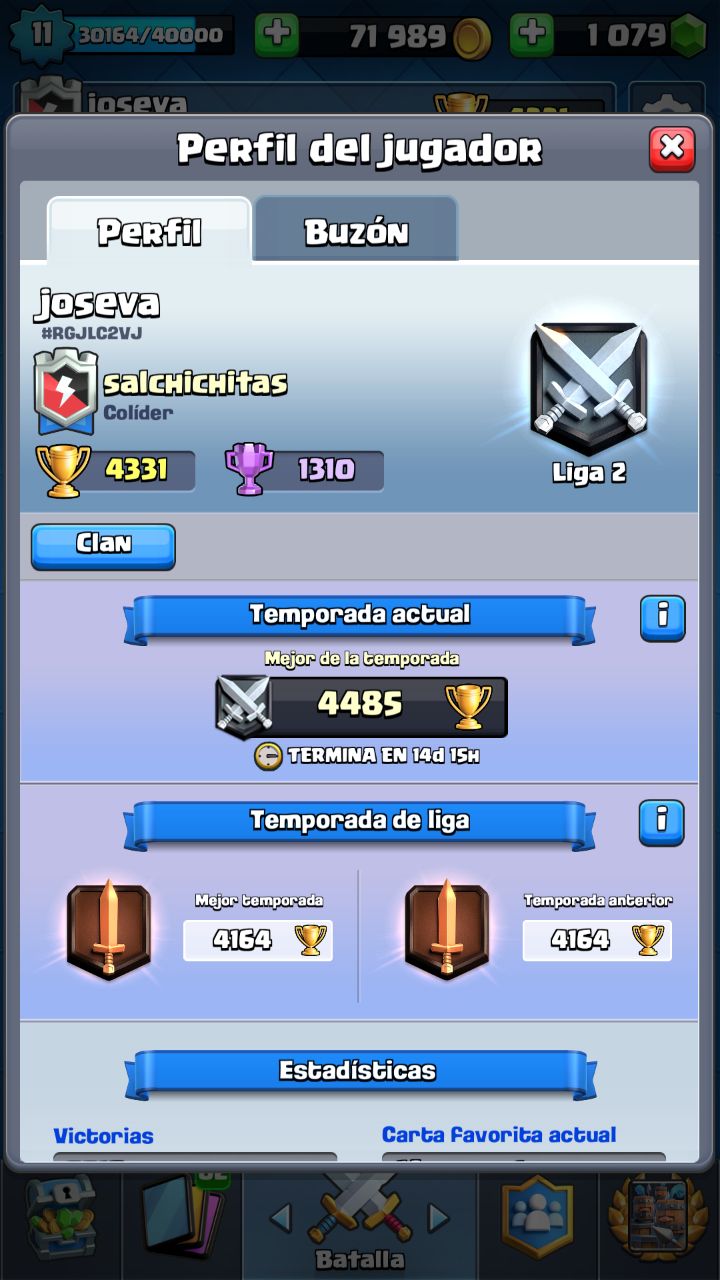 11 30164/40000 71 989 1 079
joseva
Perfil del jugador
Perfil Buzón
joseva
#RGJLC2VJ
salchichitas
Colíder
4331 1310
Liga 2
Clan
Temporada actual
i
Mejor de la temporada
4485
TERMINA EN 14d 15H
Temporada de liga
i
Mejor temporada Temporada anterior
4164 4164
Estadísticas
Victorias Carta favorita actual
Batalla